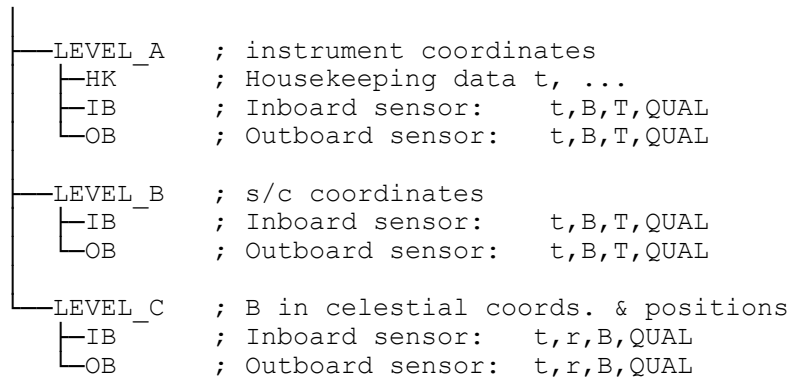 LEVEL_A ; instrument coordinates
HK ; Housekeeping data t, ...
IB ; Inboard sensor: t,B,T,QUAL
OB ; Outboard sensor: t,B,T,QUAL
LEVEL_B ; s/c coordinates
IB ; Inboard sensor: t,B,T,QUAL
OB ; Outboard sensor: t,B,T,QUAL
LEVEL_C ; B in celestial coords. & positions
IB ; Inboard sensor: t,r,B,QUAL
OB ; Outboard sensor: t,r,B,QUAL